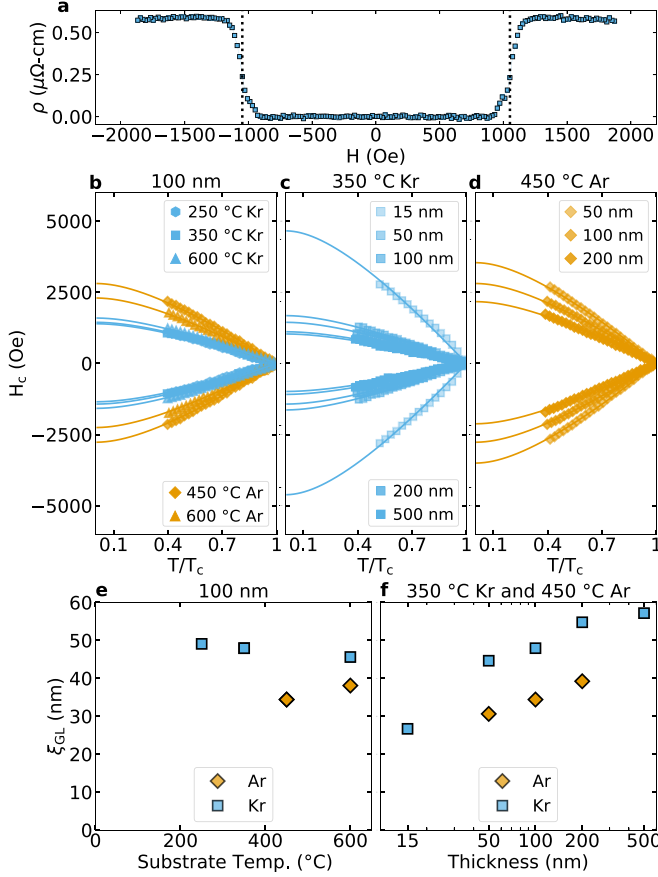 a
0.50
0.25
0.00
ρ (μΩ-cm)
−2000 −1500 −1000 −500 0 500 1000 1500 2000
H (Oe)
b 100 nm
c 350 °C Kr
d 450 °C Ar
5000
2500
0
−2500
−5000
H_c (Oe)
250 °C Kr
350 °C Kr
600 °C Kr
450 °C Ar
600 °C Ar
15 nm
50 nm
100 nm
200 nm
500 nm
50 nm
100 nm
200 nm
0.1 0.4 0.7 1
T/T_c
0.1 0.4 0.7 1
T/T_c
0.1 0.4 0.7 1
T/T_c
e 100 nm
60
50
40
30
20
10
0
ξ_GL (nm)
Ar
Kr
0 200 400 600
Substrate Temp. (°C)
f 350 °C Kr and 450 °C Ar
Ar
Kr
15 50 100 200 500
Thickness (nm)